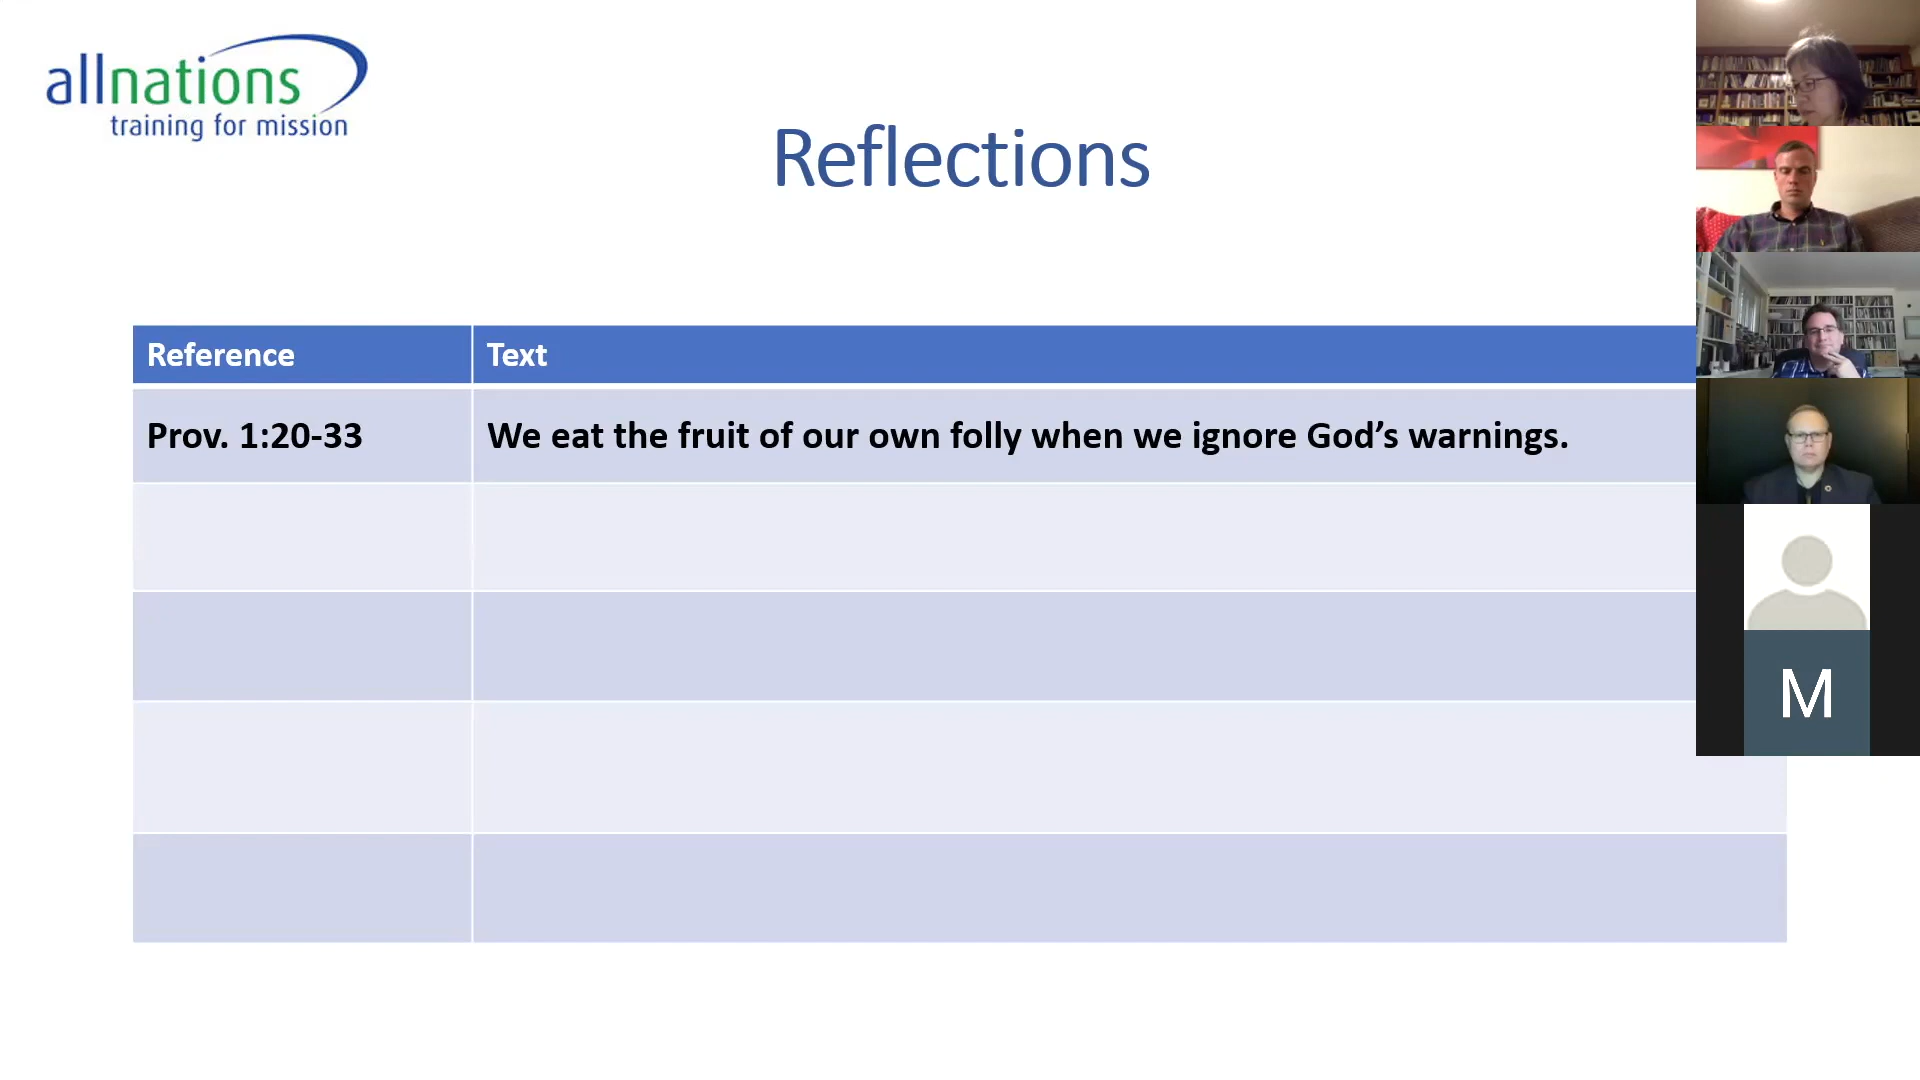 allnations
training for mission
Reflections
Reference Text
Prov. 1:20-33 We eat the fruit of our own folly when we ignore God’s warnings.
M